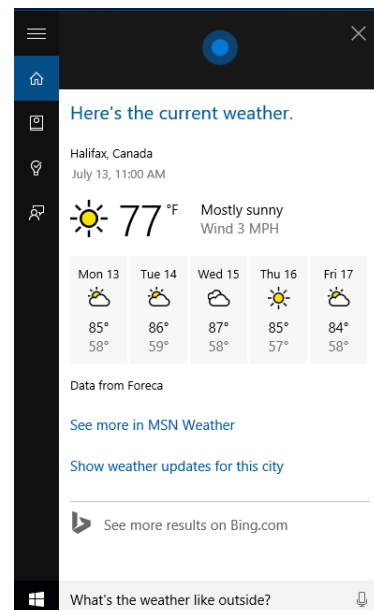 Here's the current weather.
Halifax, Canada
July 13, 11:00 AM
77 °F
Mostly sunny
Wind 3 MPH
Mon 13 Tue 14 Wed 15 Thu 16 Fri 17
85° 86° 87° 85° 84°
58° 59° 58° 57° 58°
Data from Foreca
See more in MSN Weather
Show weather updates for this city
See more results on Bing.com
What's the weather like outside?